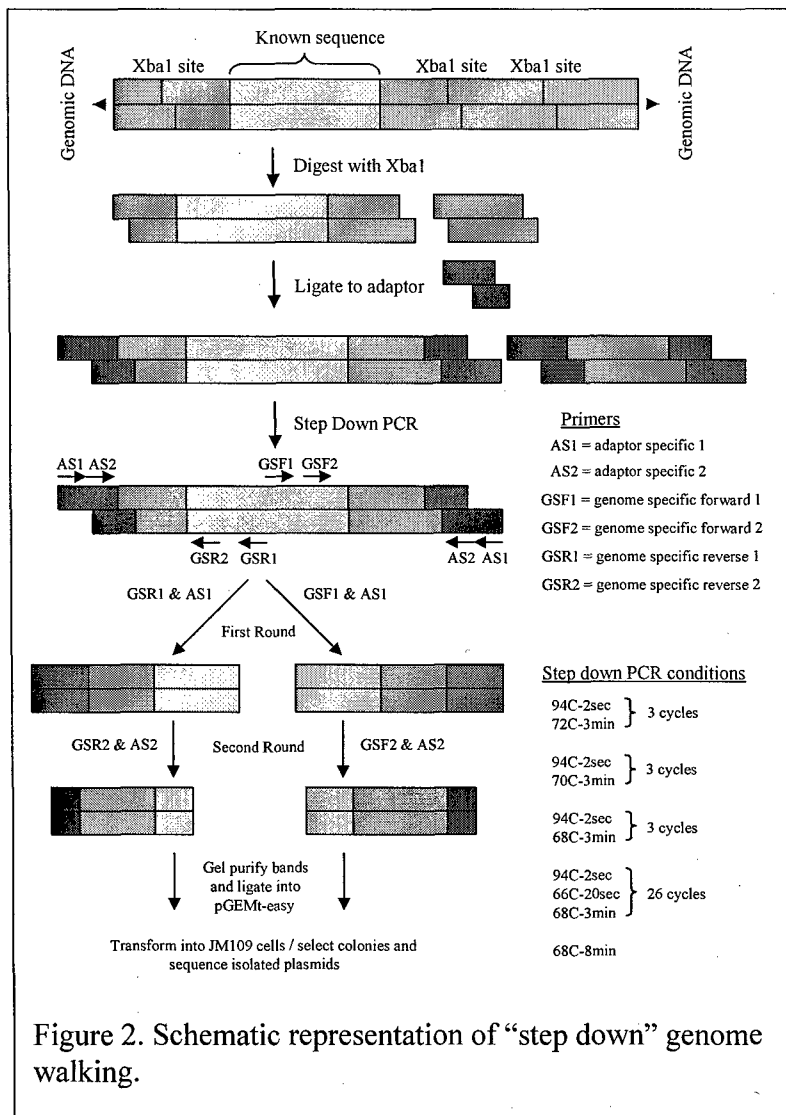 Known sequence
Xba1 site
Xba1 site
Xba1 site
Genomic DNA
Genomic DNA
Digest with Xba1
Ligate to adaptor
Step Down PCR
AS1 AS2
GSF1 GSF2
GSR2 GSR1
AS2 AS1
GSR1 & AS1
GSF1 & AS1
First Round
GSR2 & AS2
Second Round
GSF2 & AS2
Gel purify bands
and ligate into
pGEMt-easy
Transform into JM109 cells / select colonies and
sequence isolated plasmids
Primers
AS1 = adaptor specific 1
AS2 = adaptor specific 2
GSF1 = genome specific forward 1
GSF2 = genome specific forward 2
GSR1 = genome specific reverse 1
GSR2 = genome specific reverse 2
Step down PCR conditions
94C-2sec
72C-3min
3 cycles
94C-2sec
70C-3min
3 cycles
94C-2sec
68C-3min
3 cycles
94C-2sec
66C-20sec
68C-3min
26 cycles
68C-8min
Figure 2. Schematic representation of “step down” genome
walking.